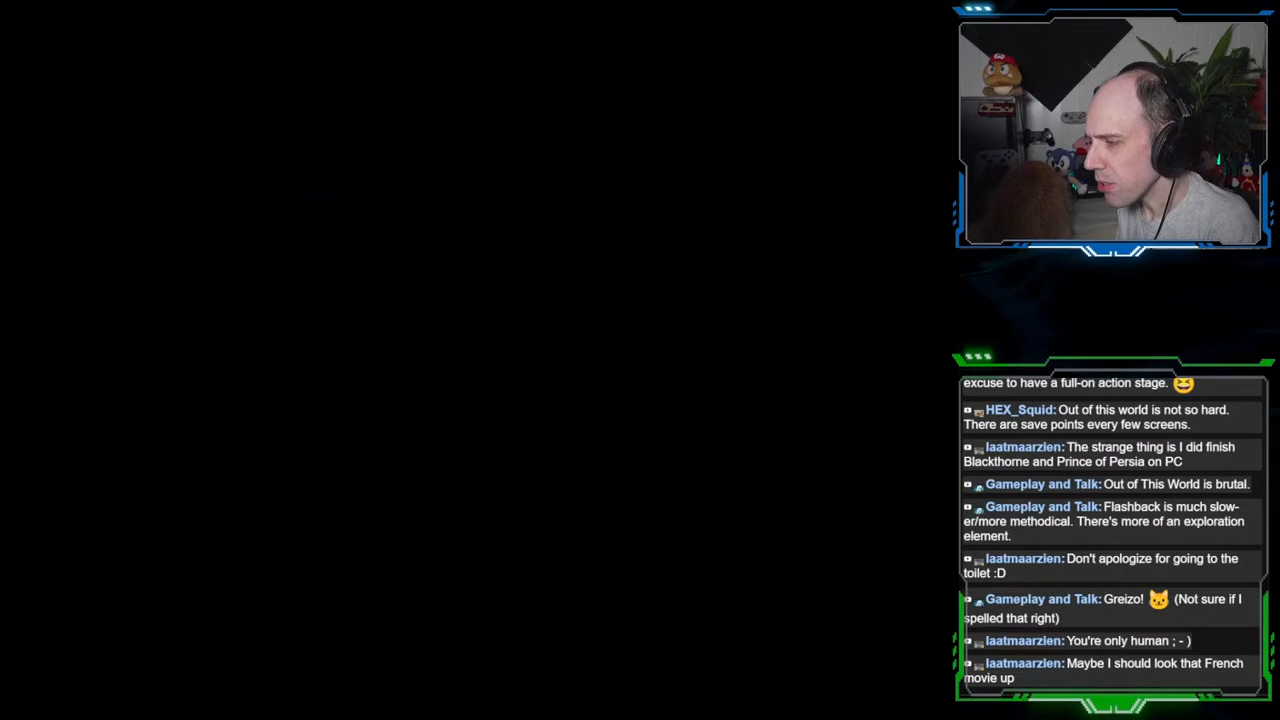 excuse to have a full-on action stage. 😆
HEX_Squid: Out of this world is not so hard.
There are save points every few screens.
laatmaarzien: The strange thing is I did finish
Blackthorne and Prince of Persia on PC
Gameplay and Talk: Out of This World is brutal.
Gameplay and Talk: Flashback is much slow-
er/more methodical. There's more of an exploration
element.
laatmaarzien: Don't apologize for going to the
toilet :D
Gameplay and Talk: Greizo! 🐱 (Not sure if I
spelled that right)
laatmaarzien: You're only human ; - )
laatmaarzien: Maybe I should look that French
movie up